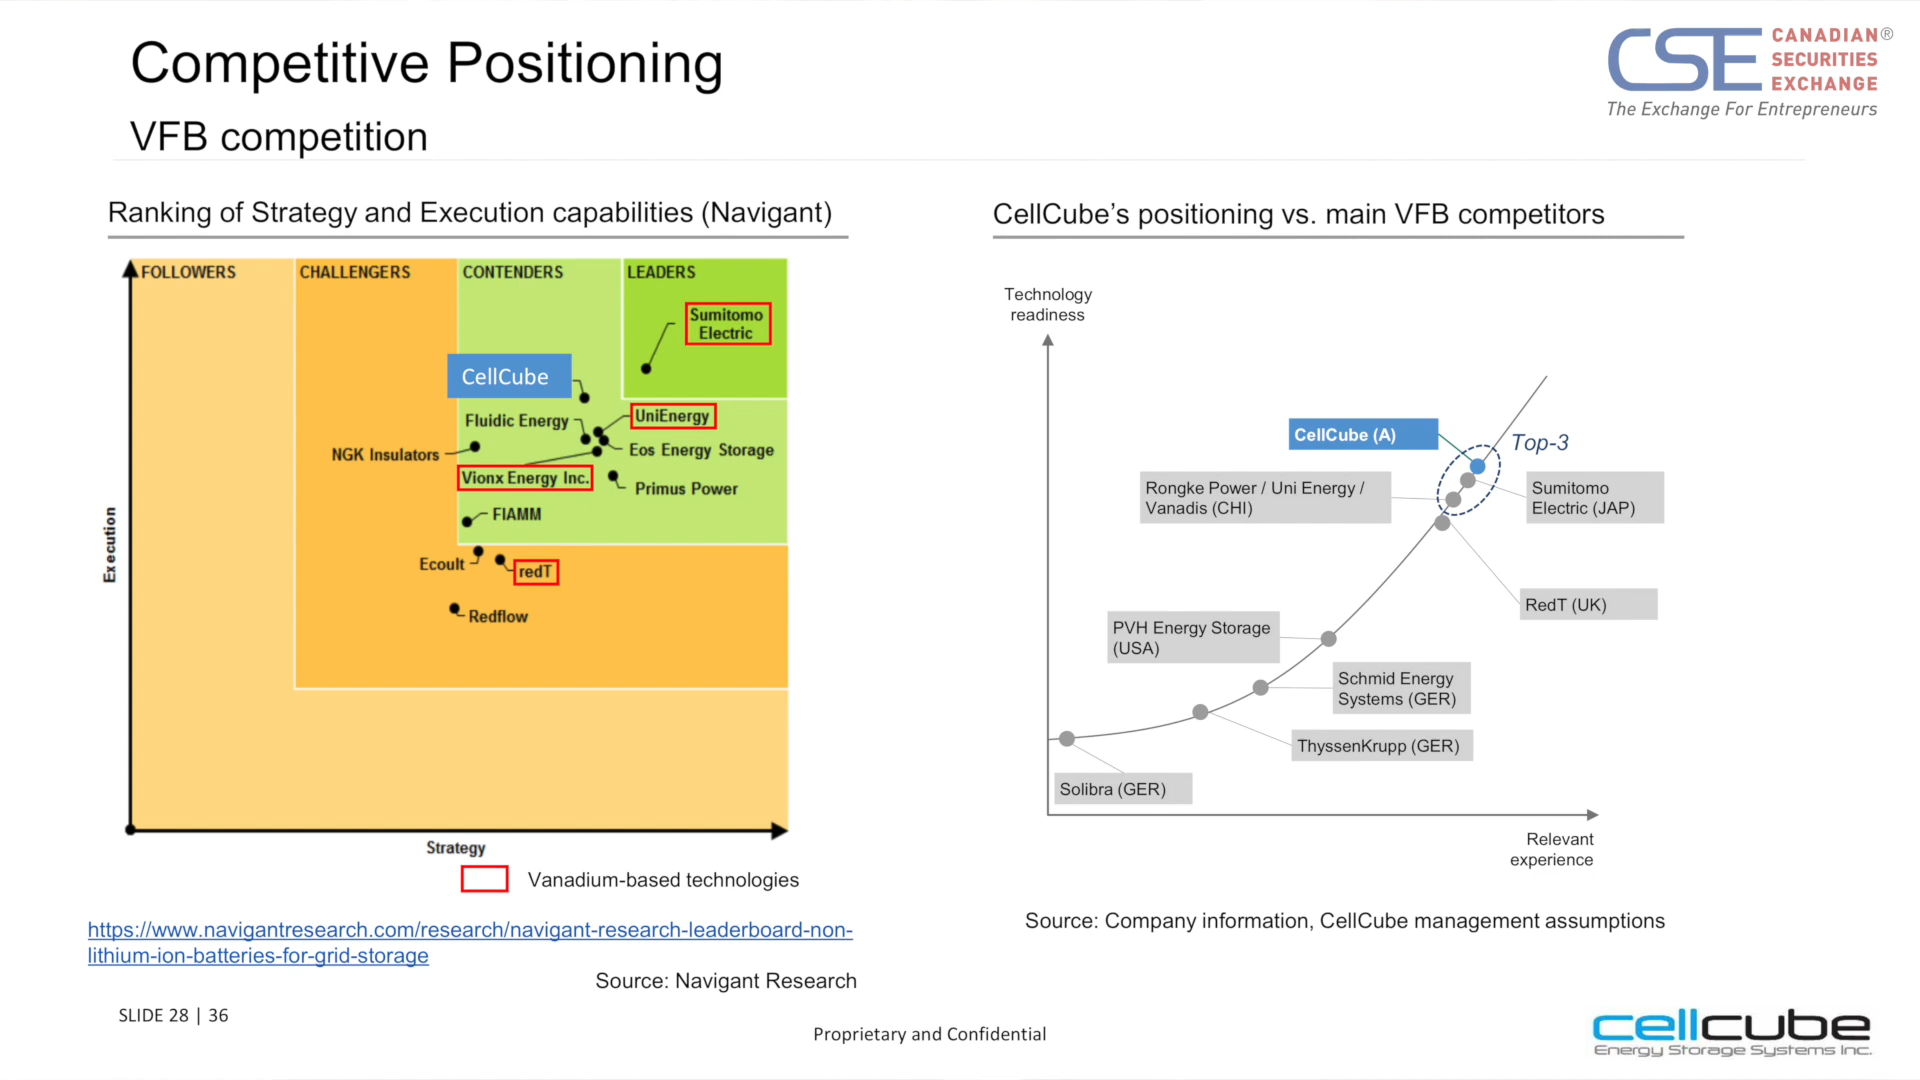 Competitive Positioning
VFB competition
CSE CANADIAN®
SECURITIES
EXCHANGE
The Exchange For Entrepreneurs
Ranking of Strategy and Execution capabilities (Navigant)
FOLLOWERS
CHALLENGERS
CONTENDERS
LEADERS
Sumitomo
Electric
CellCube
Fluidic Energy
UniEnergy
NGK Insulators
Eos Energy Storage
Vionx Energy Inc.
Primus Power
FIAMM
Ecoult
redT
Redflow
Execution
Strategy
Vanadium-based technologies
https://www.navigantresearch.com/research/navigant-research-leaderboard-non-
lithium-ion-batteries-for-grid-storage
Source: Navigant Research
CellCube’s positioning vs. main VFB competitors
Technology
readiness
CellCube (A)
Top-3
Rongke Power / Uni Energy /
Vanadis (CHI)
Sumitomo
Electric (JAP)
RedT (UK)
PVH Energy Storage
(USA)
Schmid Energy
Systems (GER)
ThyssenKrupp (GER)
Solibra (GER)
Relevant
experience
Source: Company information, CellCube management assumptions
SLIDE 28 | 36
Proprietary and Confidential
cellcube
Energy Storage Systems Inc.